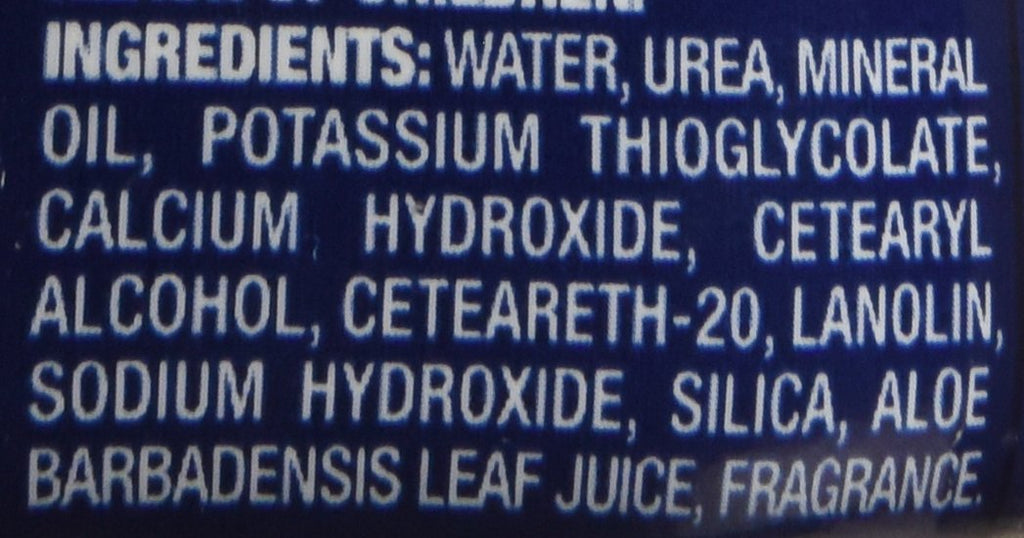 INGREDIENTS: WATER, UREA, MINERAL
OIL, POTASSIUM THIOGLYCOLATE,
CALCIUM HYDROXIDE, CETEARYL
ALCOHOL, CETEARETH-20, LANOLIN,
SODIUM HYDROXIDE, SILICA, ALOE
BARBADENSIS LEAF JUICE, FRAGRANCE.